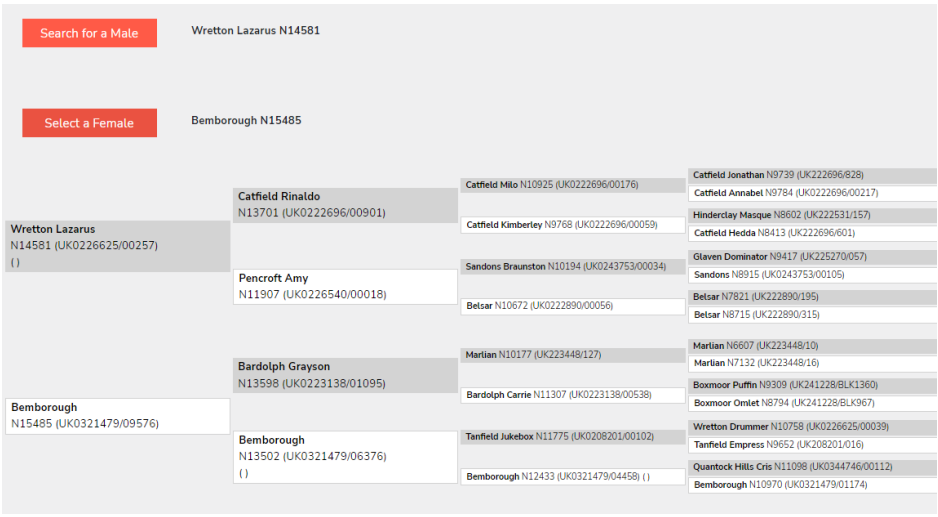 Search for a Male
Wretton Lazarus N14581
Select a Female
Bemborough N15485
Wretton Lazarus
N14581 (UK0226625/00257)
( )
Bemborough
N15485 (UK0321479/09576)
Catfield Rinaldo
N13701 (UK0222696/00901)
Pencroft Amy
N11907 (UK0226540/00018)
Bardolph Grayson
N13598 (UK0223138/01095)
Bemborough
N13502 (UK0321479/06376)
( )
Catfield Milo N10925 (UK0222696/00176)
Catfield Kimberley N9768 (UK0222696/00059)
Sandons Braunston N10194 (UK0243753/00034)
Belsar N10672 (UK0222890/00056)
Marlian N10177 (UK223448/127)
Bardolph Carrie N11307 (UK0223138/00538)
Tanfield Jukebox N11775 (UK0208201/00102)
Bemborough N12433 (UK0321479/04458) ( )
Catfield Jonathan N9739 (UK222696/828)
Catfield Annabel N9784 (UK0222696/00217)
Hinderclay Masque N8602 (UK222531/157)
Catfield Hedda N8413 (UK222696/601)
Glaven Dominator N9417 (UK225270/057)
Sandons N8915 (UK0243753/00105)
Belsar N7821 (UK222890/195)
Belsar N8715 (UK222890/315)
Marlian N6607 (UK223448/10)
Marlian N7132 (UK223448/16)
Boxmoor Puffin N9309 (UK241228/BLK1360)
Boxmoor Omlet N8794 (UK241228/BLK967)
Wretton Drummer N10758 (UK0226625/00039)
Tanfield Empress N9652 (UK208201/016)
Quantock Hills Cris N11098 (UK0344746/00112)
Bemborough N10970 (UK0321479/01174)